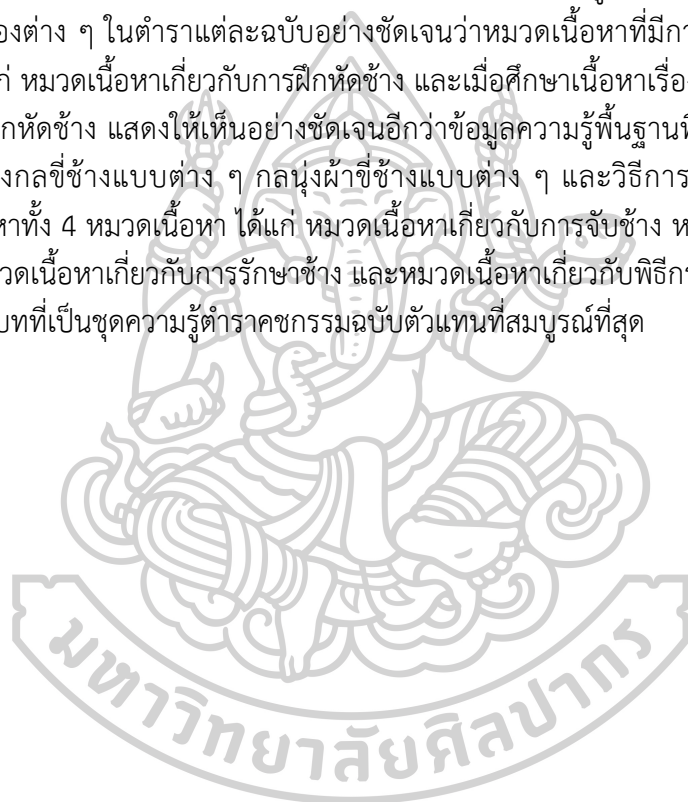 องต่าง ๆ ในตำราแต่ละฉบับอย่างชัดเจนว่าหมวดเนื้อหาที่มีกา
หมวดเนื้อหาเกี่ยวกับการฝึกหัดช้าง และเมื่อศึกษาเนื้อหาเรื่อ
กหัดช้าง แสดงให้เห็นอย่างชัดเจนอีกว่าข้อมูลความรู้พื้นฐานที
งกลขี่ช้างแบบต่าง ๆ กลนุ่งผ้าขี่ช้างแบบต่าง ๆ และวิธีการ
หาทั้ง 4 หมวดเนื้อหา ได้แก่ หมวดเนื้อหาเกี่ยวกับการจับช้าง ห
วดเนื้อหาเกี่ยวกับการรักษาช้าง และหมวดเนื้อหาเกี่ยวกับพิธีก
บทที่เป็นชุดความรู้ตำราคชกรรมฉบับตัวแทนที่สมบูรณ์ที่สุด
มหาวิทยาลัยศิลปากร